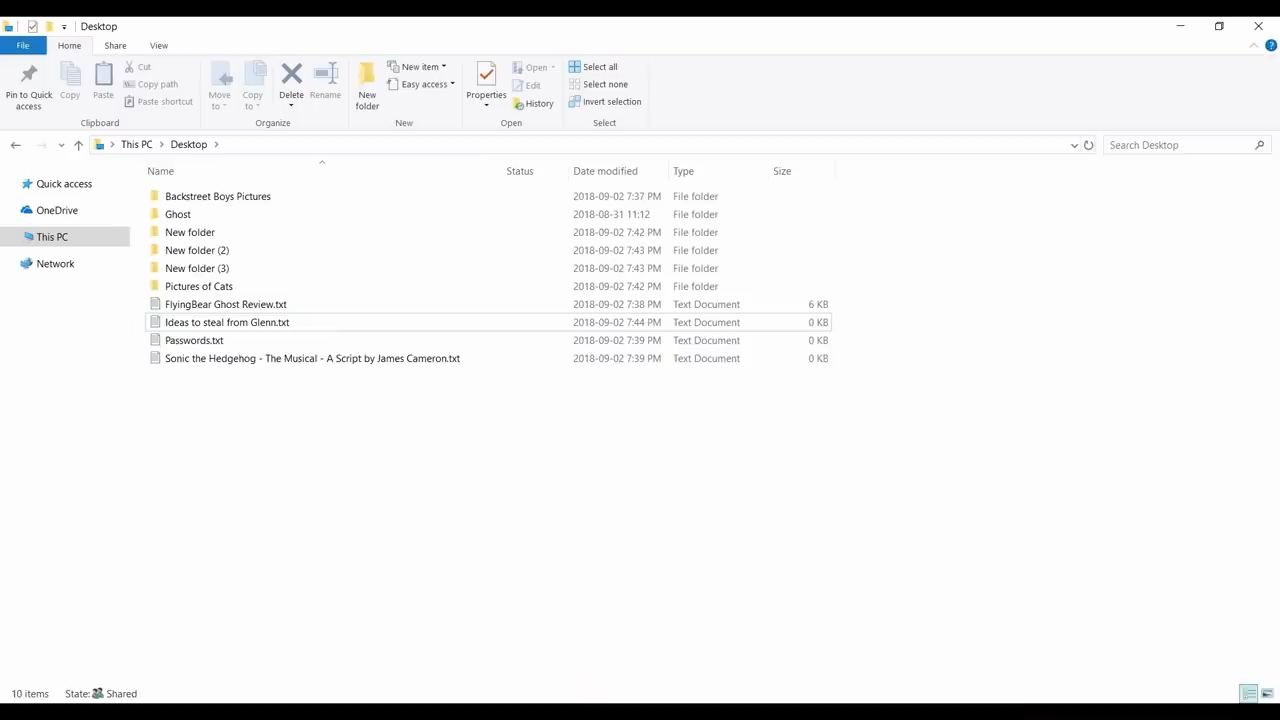 Desktop
File Home Share View
Pin to Quick access
Copy
Paste
Cut
Copy path
Paste shortcut
Clipboard
Move to
Copy to
Delete
Rename
Organize
New folder
New item
Easy access
New
Properties
Open
Edit
History
Open
Select all
Select none
Invert selection
Select
This PC > Desktop >
Search Desktop
Quick access
OneDrive
This PC
Network
Name Status Date modified Type Size
Backstreet Boys Pictures 2018-09-02 7:37 PM File folder
Ghost 2018-08-31 11:12 File folder
New folder 2018-09-02 7:42 PM File folder
New folder (2) 2018-09-02 7:43 PM File folder
New folder (3) 2018-09-02 7:43 PM File folder
Pictures of Cats 2018-09-02 7:42 PM File folder
FlyingBear Ghost Review.txt 2018-09-02 7:38 PM Text Document 6 KB
Ideas to steal from Glenn.txt 2018-09-02 7:44 PM Text Document 0 KB
Passwords.txt 2018-09-02 7:39 PM Text Document 0 KB
Sonic the Hedgehog - The Musical - A Script by James Cameron.txt 2018-09-02 7:39 PM Text Document 0 KB
10 items State: Shared